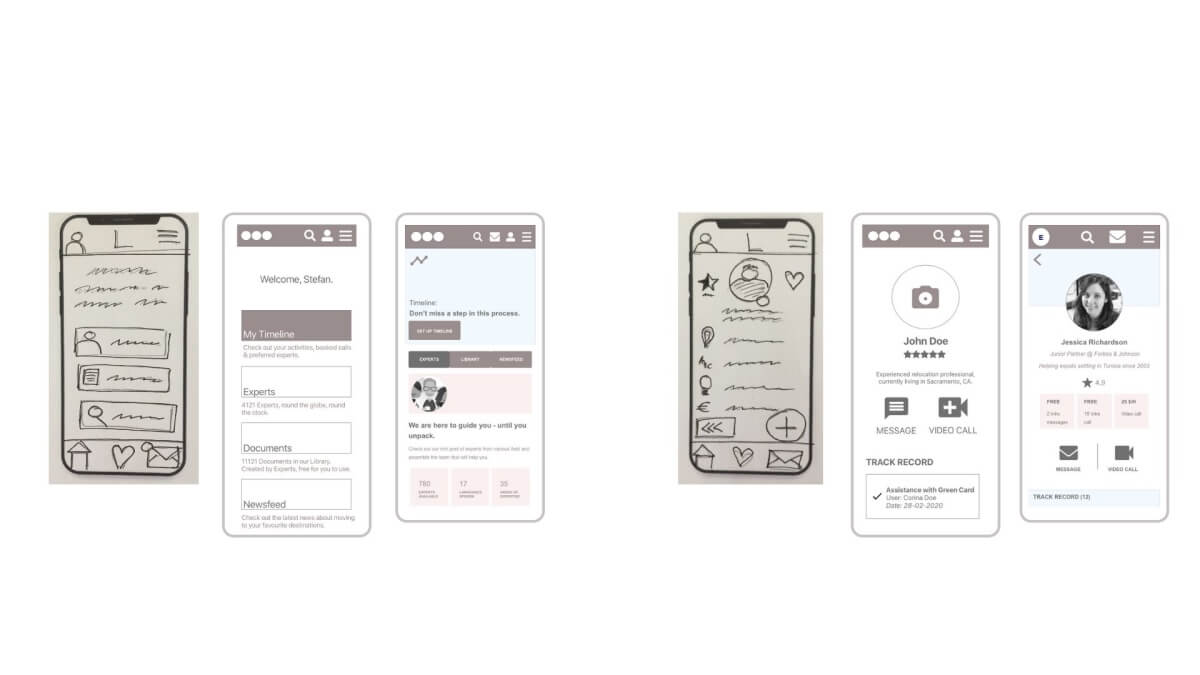 Welcome, Stefan.
My Timeline
Check out your activities, booked calls
& preferred experts.
Experts
4121 Experts, round the globe, round
the clock.
Documents
11121 Documents in our Library.
Created by Experts, free for you to use.
Newsfeed
Check out the latest news about moving
to your favourite destinations.
Timeline:
Don't miss a step in this process.
SET UP TIMELINE
EXPERTS LIBRARY NEWSFEED
We are here to guide you - until you
unpack.
Check out our first pool of experts from various field and
assemble the team that will help you.
780 17 35
EXPERTS LANGUAGES AREAS OF
AVAILABLE SPOKEN EXPERTISE
L
€
John Doe
Experienced relocation professional,
currently living in Sacramento, CA.
MESSAGE VIDEO CALL
TRACK RECORD
Assistance with Green Card
User: Corina Doe
Date: 28-02-2020
E
Jessica Richardson
Junior Partner @ Forbes & Johnson
Helping expats settling in Tunisia since 2003
4,9
FREE FREE
2 intro 15' intro Video call
messages call
MESSAGE VIDEO CALL
TRACK RECORD (12)